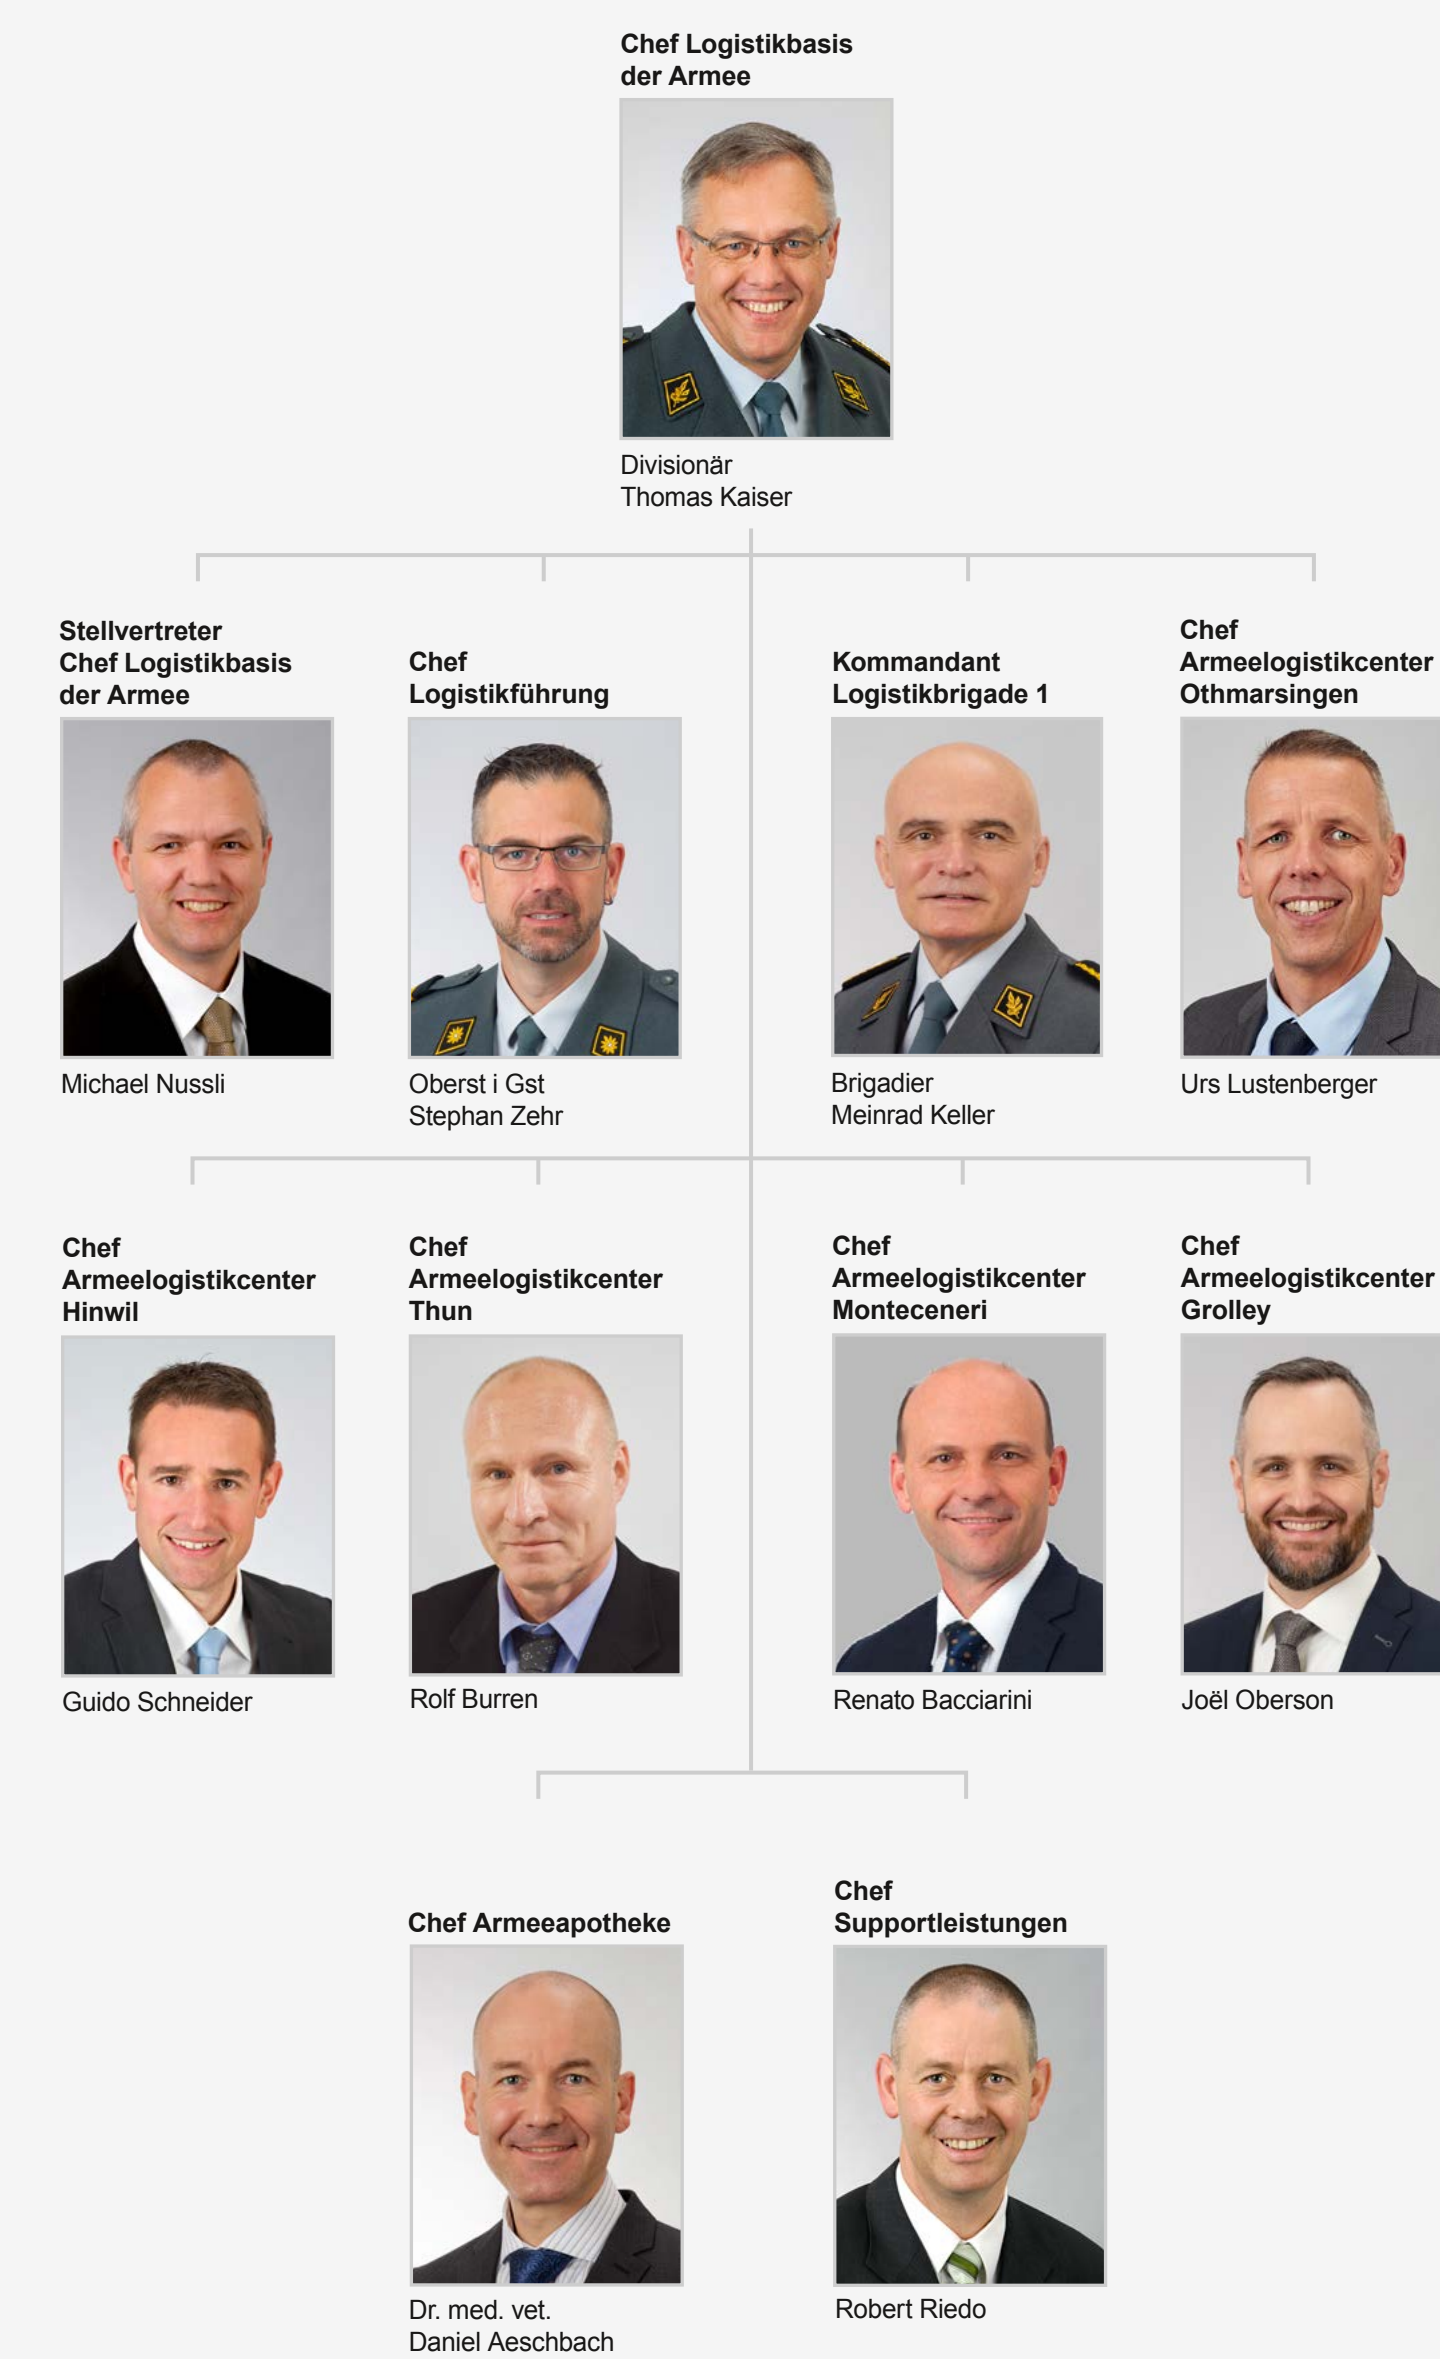 Chef Logistikbasis
der Armee
Divisionär
Thomas Kaiser
Stellvertreter
Chef Logistikbasis
der Armee
Michael Nussli
Chef
Logistikführung
Oberst i Gst
Stephan Zehr
Kommandant
Logistikbrigade 1
Brigadier
Meinrad Keller
Chef
Armeelogistikcenter
Othmarsingen
Urs Lustenberger
Chef
Armeelogistikcenter
Hinwil
Guido Schneider
Chef
Armeelogistikcenter
Thun
Rolf Burren
Chef
Armeelogistikcenter
Monteceneri
Renato Bacciarini
Chef
Armeelogistikcenter
Grolley
Joël Oberson
Chef Armeeapotheke
Dr. med. vet.
Daniel Aeschbach
Chef
Supportleistungen
Robert Riedo